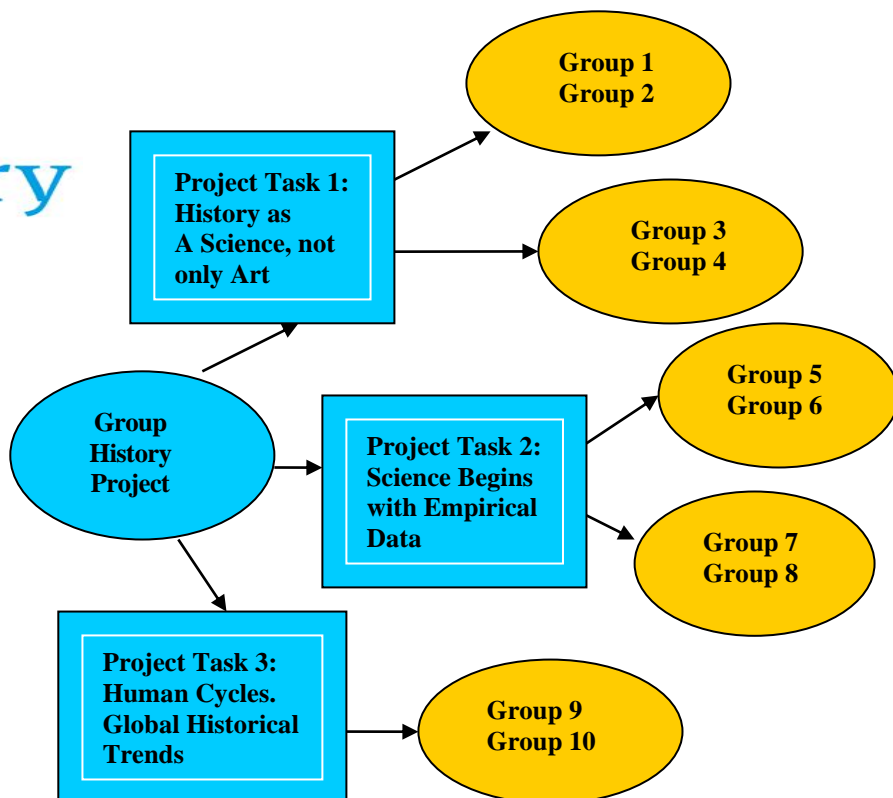 Group 1
Group 2
Project Task 1:
History as
A Science, not
only Art
Group 3
Group 4
Group 5
Group 6
Group
History
Project
Project Task 2:
Science Begins
with Empirical
Data
Group 7
Group 8
Project Task 3:
Human Cycles.
Global Historical
Trends
Group 9
Group 10